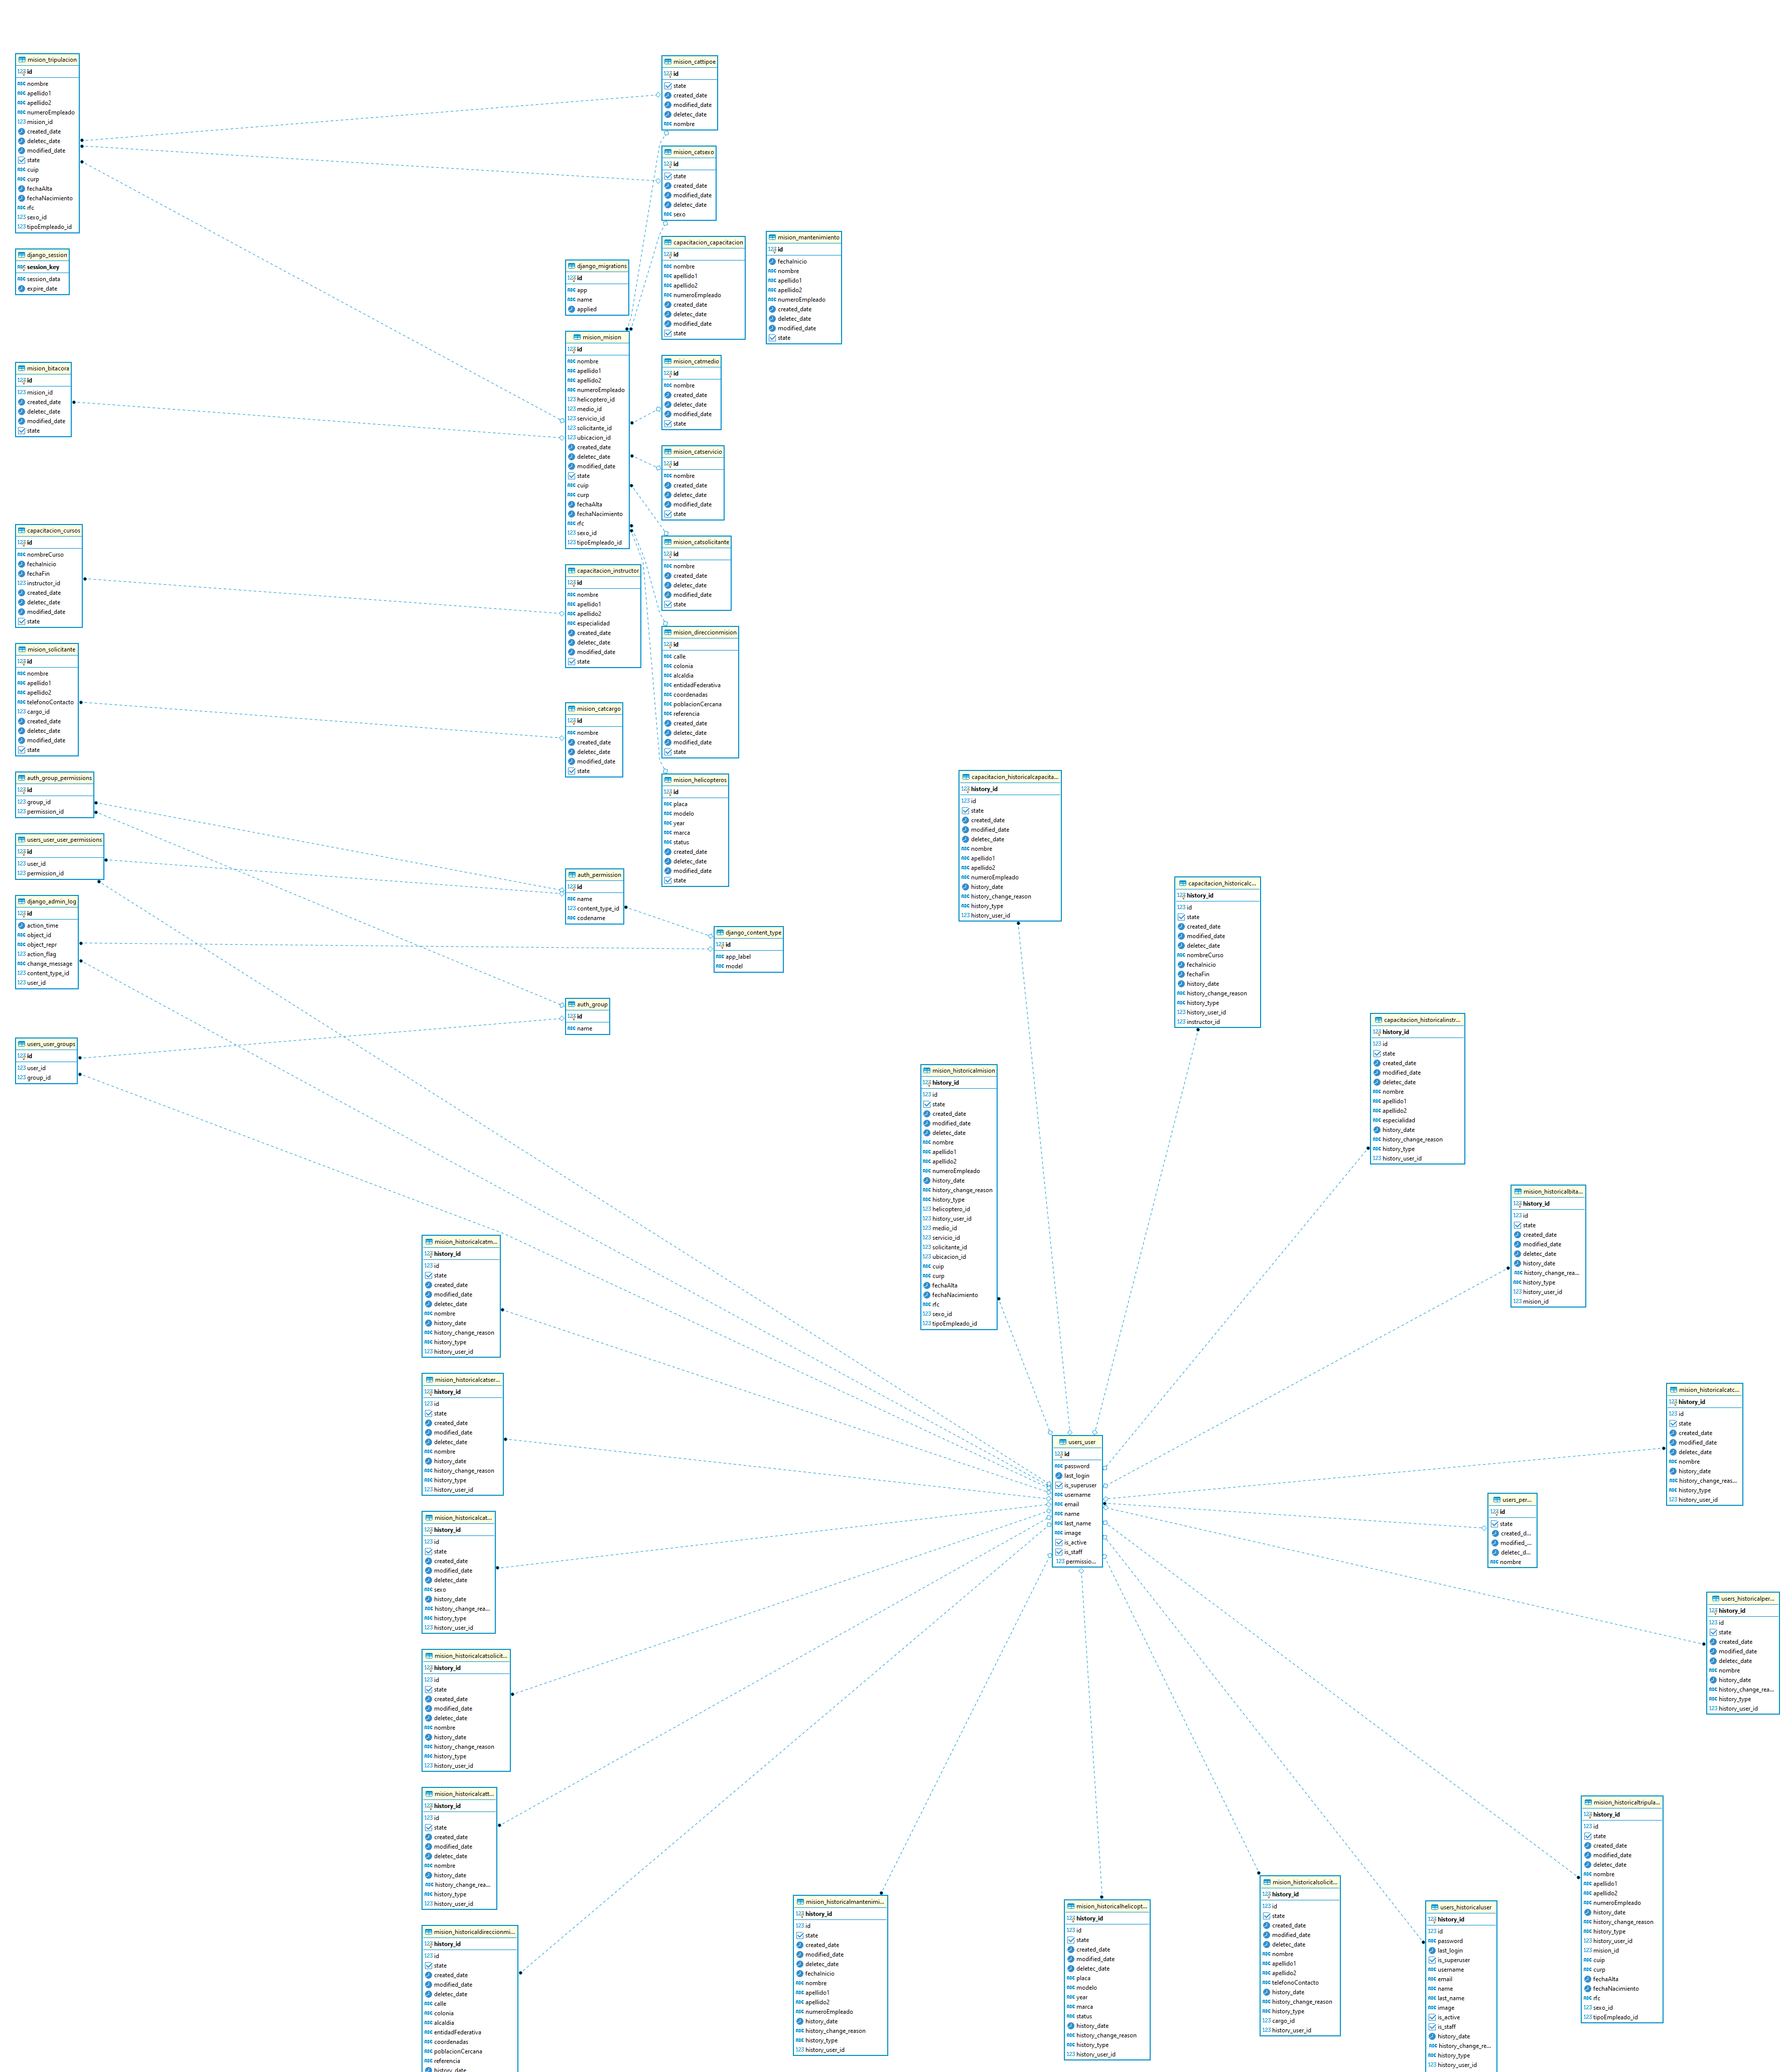 mision_tripulacion
id
nombre
apellido1
apellido2
numeroEmpleado
mision_id
created_date
deletec_date
modified_date
state
cuip
curp
fechaAlta
fechaNacimiento
rfc
sexo_id
tipoEmpleado_id
django_session
session_key
session_data
expire_date
mision_bitacora
id
mision_id
created_date
deletec_date
modified_date
state
capacitacion_cursos
id
nombreCurso
fechaInicio
fechaFin
instructor_id
created_date
deletec_date
modified_date
state
mision_solicitante
id
nombre
apellido1
apellido2
telefonoContacto
cargo_id
created_date
deletec_date
modified_date
state
auth_group_permissions
id
group_id
permission_id
users_user_user_permissions
id
user_id
permission_id
django_admin_log
id
action_time
object_id
object_repr
action_flag
change_message
content_type_id
user_id
users_user_groups
id
user_id
group_id
django_migrations
id
app
name
applied
mision_mision
id
nombre
apellido1
apellido2
numeroEmpleado
helicoptero_id
medio_id
servicio_id
solicitante_id
ubicacion_id
created_date
deletec_date
modified_date
state
cuip
curp
fechaAlta
fechaNacimiento
rfc
sexo_id
tipoEmpleado_id
capacitacion_instructor
id
nombre
apellido1
apellido2
especialidad
created_date
deletec_date
modified_date
state
mision_catcargo
id
nombre
created_date
deletec_date
modified_date
state
auth_permission
id
name
content_type_id
codename
auth_group
id
name
mision_cattipoe
id
state
created_date
modified_date
deletec_date
nombre
mision_catsexo
id
state
created_date
modified_date
deletec_date
sexo
capacitacion_capacitacion
id
nombre
apellido1
apellido2
numeroEmpleado
created_date
deletec_date
modified_date
state
mision_mantenimiento
id
fechaInicio
nombre
apellido1
apellido2
numeroEmpleado
created_date
deletec_date
modified_date
state
mision_catmedio
id
nombre
created_date
deletec_date
modified_date
state
mision_catservicio
id
nombre
created_date
deletec_date
modified_date
state
mision_catsolicitante
id
nombre
created_date
deletec_date
modified_date
state
mision_direccionmision
id
calle
colonia
alcaldia
entidadFederativa
coordenadas
poblacionCercana
referencia
created_date
deletec_date
modified_date
state
mision_helicopteros
id
placa
modelo
year
marca
status
created_date
deletec_date
modified_date
state
django_content_type
id
app_label
model
capacitacion_historicalcapacita...
history_id
id
state
created_date
modified_date
deletec_date
nombre
apellido1
apellido2
numeroEmpleado
history_date
history_change_reason
history_type
history_user_id
capacitacion_historicalc...
history_id
id
state
created_date
modified_date
deletec_date
nombreCurso
fechaInicio
fechaFin
history_date
history_change_reason
history_type
history_user_id
instructor_id
capacitacion_historicalinstr...
history_id
id
state
created_date
modified_date
deletec_date
nombre
apellido1
apellido2
especialidad
history_date
history_change_reason
history_type
history_user_id
mision_historicalmision
history_id
id
state
created_date
modified_date
deletec_date
nombre
apellido1
apellido2
numeroEmpleado
history_date
history_change_reason
history_type
helicoptero_id
history_user_id
medio_id
servicio_id
solicitante_id
ubicacion_id
cuip
curp
fechaAlta
fechaNacimiento
rfc
sexo_id
tipoEmpleado_id
mision_historicalbita...
history_id
id
state
created_date
modified_date
deletec_date
history_date
history_change_rea...
history_type
history_user_id
mision_id
mision_historicalcatm...
history_id
id
state
created_date
modified_date
deletec_date
nombre
history_date
history_change_reason
history_type
history_user_id
mision_historicalcatser...
history_id
id
state
created_date
modified_date
deletec_date
nombre
history_date
history_change_reason
history_type
history_user_id
mision_historicalcat...
history_id
id
state
created_date
modified_date
deletec_date
sexo
history_date
history_change_rea...
history_type
history_user_id
mision_historicalcatsolicit...
history_id
id
state
created_date
modified_date
deletec_date
nombre
history_date
history_change_reason
history_type
history_user_id
mision_historicalcatt...
history_id
id
state
created_date
modified_date
deletec_date
nombre
history_date
history_change_rea...
history_type
history_user_id
mision_historicaldireccionmi...
history_id
id
state
created_date
modified_date
deletec_date
calle
colonia
alcaldia
entidadFederativa
coordenadas
poblacionCercana
referencia
history_date
users_user
id
password
last_login
is_superuser
username
email
name
last_name
image
is_active
is_staff
permissio...
mision_historicalcatc...
history_id
id
state
created_date
modified_date
deletec_date
nombre
history_date
history_change_reas...
history_type
history_user_id
users_per...
id
state
created_d...
modified_...
deletec_d...
nombre
users_historicalper...
history_id
id
state
created_date
modified_date
deletec_date
nombre
history_date
history_change_rea...
history_type
history_user_id
mision_historicaltripula...
history_id
id
state
created_date
modified_date
deletec_date
nombre
apellido1
apellido2
numeroEmpleado
history_date
history_change_reason
history_type
history_user_id
mision_id
cuip
curp
fechaAlta
fechaNacimiento
rfc
sexo_id
tipoEmpleado_id
mision_historicalmantenimi...
history_id
id
state
created_date
modified_date
deletec_date
fechaInicio
nombre
apellido1
apellido2
numeroEmpleado
history_date
history_change_reason
history_type
history_user_id
mision_historicalhelicopt...
history_id
id
state
created_date
modified_date
deletec_date
placa
modelo
year
marca
status
history_date
history_change_reason
history_type
history_user_id
mision_historicalsolicit...
history_id
id
state
created_date
modified_date
deletec_date
nombre
apellido1
apellido2
telefonoContacto
history_date
history_change_reason
history_type
cargo_id
history_user_id
users_historicaluser
history_id
id
password
last_login
is_superuser
username
email
name
last_name
image
is_active
is_staff
history_date
history_change_re...
history_type
history_user_id